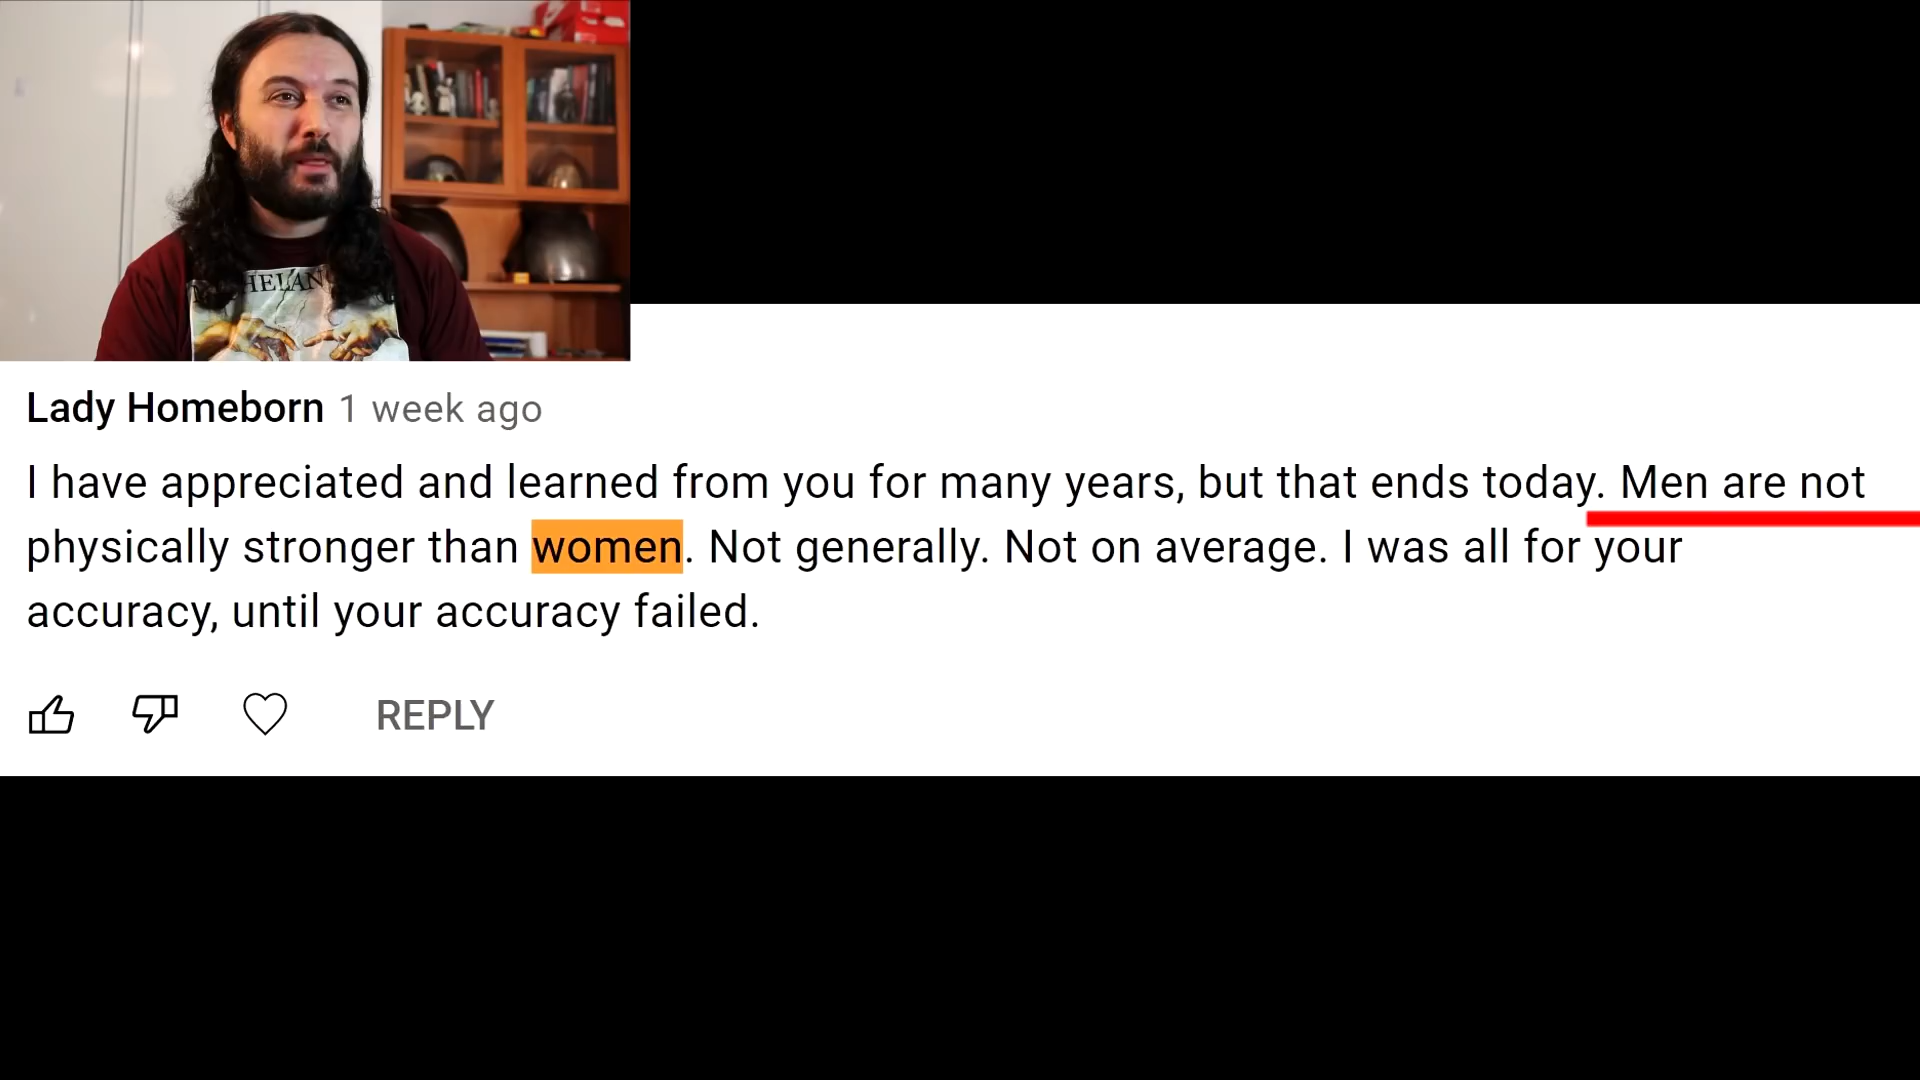 HELAN
Lady Homeborn 1 week ago
I have appreciated and learned from you for many years, but that ends today. Men are not
physically stronger than women. Not generally. Not on average. I was all for your
accuracy, until your accuracy failed.
REPLY